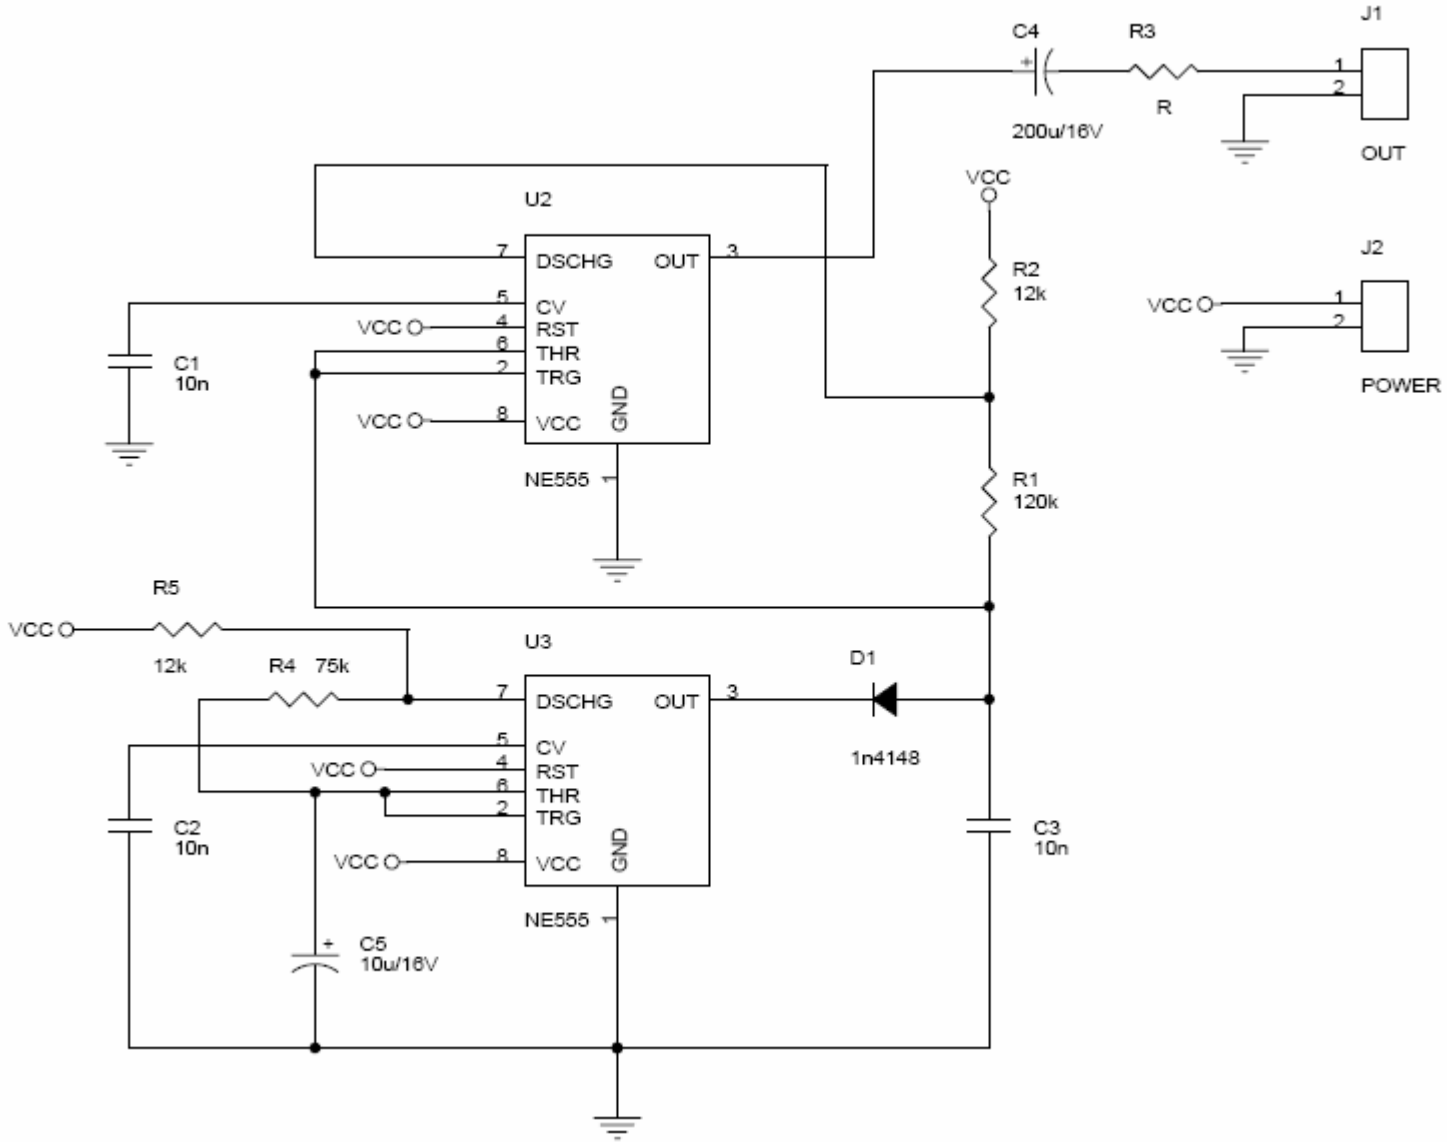 J1
C4
R3
+
1
2
R
200u/16V
OUT
VCC
U2
J2
7
DSCHG
OUT
3
R2
12k
5
CV
VCC
1
VCC
4
RST
2
6
THR
C1
10n
2
TRG
GND
POWER
VCC
8
VCC
NE555
1
R1
120k
R5
VCC
U3
12k
R4
75k
D1
7
DSCHG
OUT
3
5
CV
1n4148
VCC
4
RST
6
THR
2
TRG
C2
10n
GND
C3
10n
VCC
8
VCC
NE555
1
+
C5
10u/16V